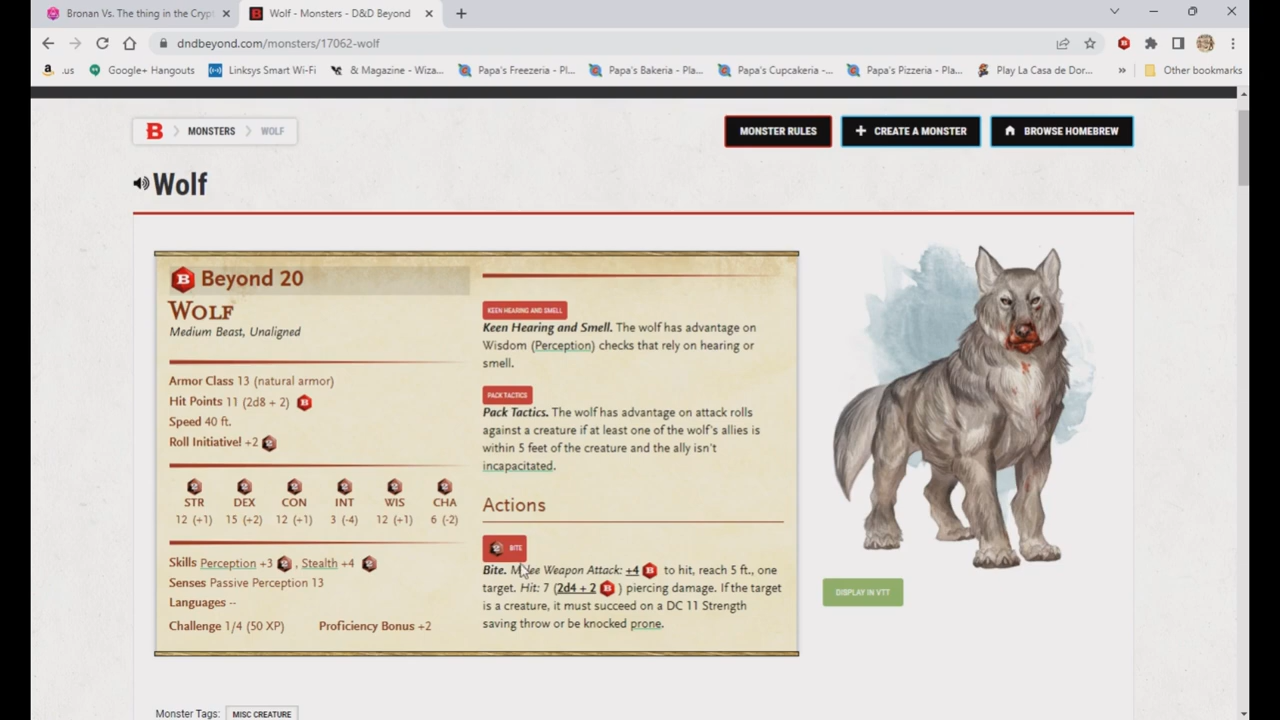 Bronan Vs. The thing in the Crypt
Wolf - Monsters - D&D Beyond
dndbeyond.com/monsters/17062-wolf
.us
Google+ Hangouts
Linksys Smart Wi-Fi
& Magazine - Wiza...
Papa's Freezeria - Pl...
Papa's Bakeria - Pla...
Papa's Cupcakeria -...
Papa's Pizzeria - Pla...
Play La Casa de Dor...
»
Other bookmarks
B MONSTERS WOLF
MONSTER RULES
+ CREATE A MONSTER
BROWSE HOMEBREW
Wolf
B Beyond 20
WOLF
Medium Beast, Unaligned
Armor Class 13 (natural armor)
Hit Points 11 (2d8 + 2)
Speed 40 ft.
Roll Initiative! +2
STR DEX CON INT WIS CHA
12 (+1) 15 (+2) 12 (+1) 3 (-4) 12 (+1) 6 (-2)
Skills Perception +3 , Stealth +4
Senses Passive Perception 13
Languages --
Challenge 1/4 (50 XP) Proficiency Bonus +2
KEEN HEARING AND SMELL
Keen Hearing and Smell. The wolf has advantage on
Wisdom (Perception) checks that rely on hearing or
smell.
PACK TACTICS
Pack Tactics. The wolf has advantage on attack rolls
against a creature if at least one of the wolf's allies is
within 5 feet of the creature and the ally isn't
incapacitated.
Actions
BITE
Bite. Melee Weapon Attack: +4 to hit, reach 5 ft., one
target. Hit: 7 (2d4 + 2 ) piercing damage. If the target
is a creature, it must succeed on a DC 11 Strength
saving throw or be knocked prone.
DISPLAY IN VTT
Monster Tags: MISC CREATURE